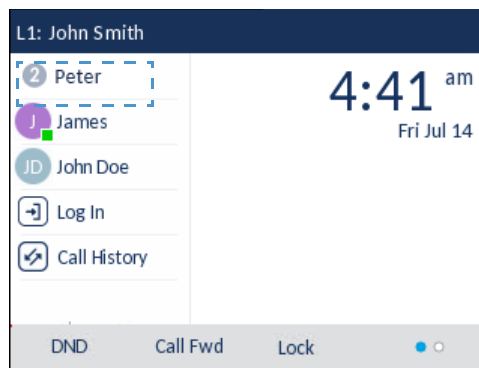 L1: John Smith
2 Peter
J James
JD John Doe
Log In
Call History
4:41 am
Fri Jul 14
DND Call Fwd Lock